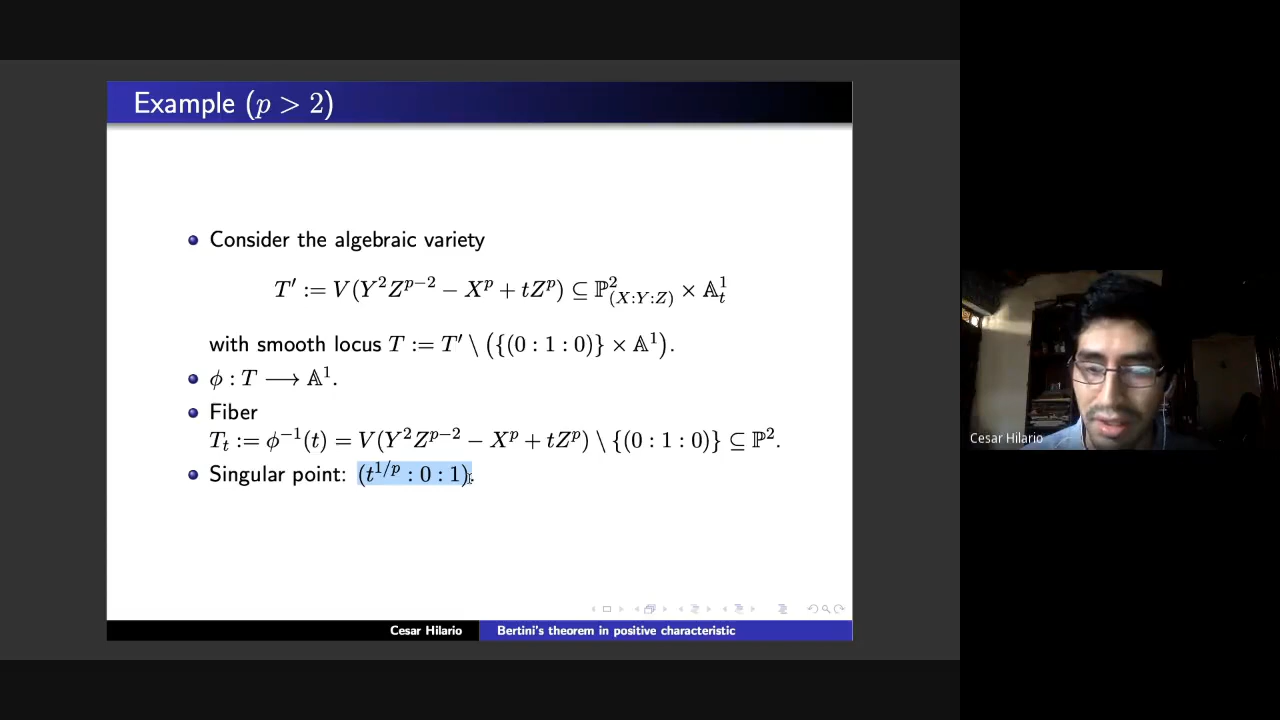 Example (p > 2)
Consider the algebraic variety
T′ := V(Y²Z^{p−2} − X^p + tZ^p) ⊆ ℙ²_{(X:Y:Z)} × 𝔸¹_t
with smooth locus T := T′ \ ({(0 : 1 : 0)} × 𝔸¹).
ϕ : T ⟶ 𝔸¹.
Fiber
T_t := ϕ^{−1}(t) = V(Y²Z^{p−2} − X^p + tZ^p) \ {(0 : 1 : 0)} ⊆ ℙ².
Singular point: (t^{1/p} : 0 : 1).
Cesar Hilario
Cesar Hilario Bertini's theorem in positive characteristic